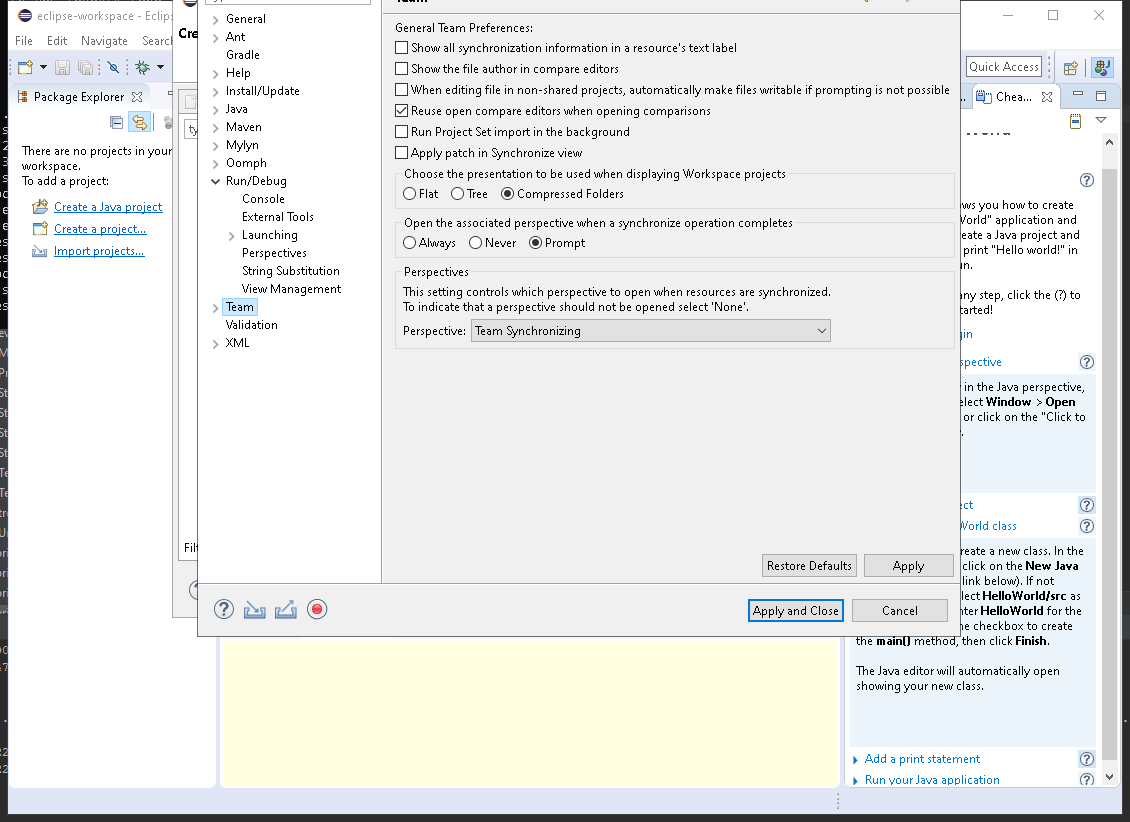 eclipse-workspace - Eclips
File Edit Navigate Search
Quick Access
Package Explorer
There are no projects in your
workspace.
To add a project:
Create a Java project
Create a project...
Import projects...
Cre
ty
Filt
General
Ant
Gradle
Help
Install/Update
Java
Maven
Mylyn
Oomph
Run/Debug
Console
External Tools
Launching
Perspectives
String Substitution
View Management
Team
Validation
XML
General Team Preferences:
Show all synchronization information in a resource's text label
Show the file author in compare editors
When editing file in non-shared projects, automatically make files writable if prompting is not possible
Reuse open compare editors when opening comparisons
Run Project Set import in the background
Apply patch in Synchronize view
Choose the presentation to be used when displaying Workspace projects
Flat Tree Compressed Folders
Open the associated perspective when a synchronize operation completes
Always Never Prompt
Perspectives
This setting controls which perspective to open when resources are synchronized.
To indicate that a perspective should not be opened select 'None'.
Perspective: Team Synchronizing
Restore Defaults Apply
Apply and Close Cancel
... Chea...
ows you how to create
World" application and
eate a Java project and
print "Hello world!" in
un.
any step, click the (?) to
tarted!
gin
spective
in the Java perspective,
elect Window > Open
or click on the "Click to
ect
World class
reate a new class. In the
click on the New Java
link below). If not
lect HelloWorld/src as
nter HelloWorld for the
he checkbox to create
the main() method, then click Finish.
The Java editor will automatically open
showing your new class.
Add a print statement
Run your Java application